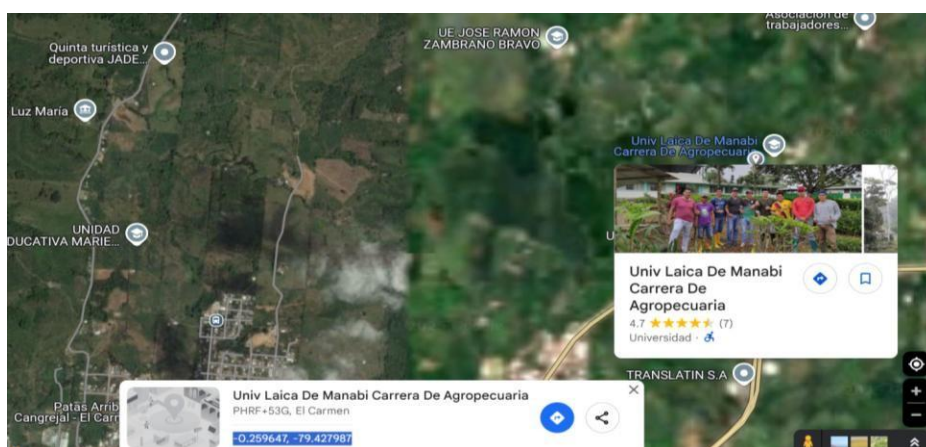 Asociación de
trabajadores...
UE JOSE RAMON
ZAMBRANO BRAVO
Quinta turística y
deportiva JADE...
Luz María
Univ Laica De Manabi
Carrera De Agropecuaria
UNIDAD
DUCATIVA MARIE...
U
Univ Laica De Manabi
Carrera De
Agropecuaria
4.7 (7)
Universidad ·
TRANSLATIN S.A
Patas Arrib
Cangrejal - El Carr
Univ Laica De Manabi Carrera De Agropecuaria
PHRF+53G, El Carmen
-0.259647, -79.427987